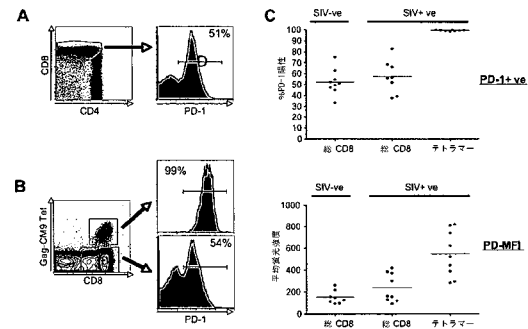 A
51%
CD8
CD4
PD-1
B
99%
54%
Gag-CM9 Tet
CD8
PD-1
C
SIV-ve
SIV+ ve
%PD-1陽性
100
90
80
70
60
50
40
30
20
10
0
総 CD8
総 CD8
テトラマー
PD-1+ ve
SIV-ve
SIV+ ve
平均蛍光強度
1000
800
600
400
200
0
総 CD8
総 CD8
テトラマー
PD-MFI